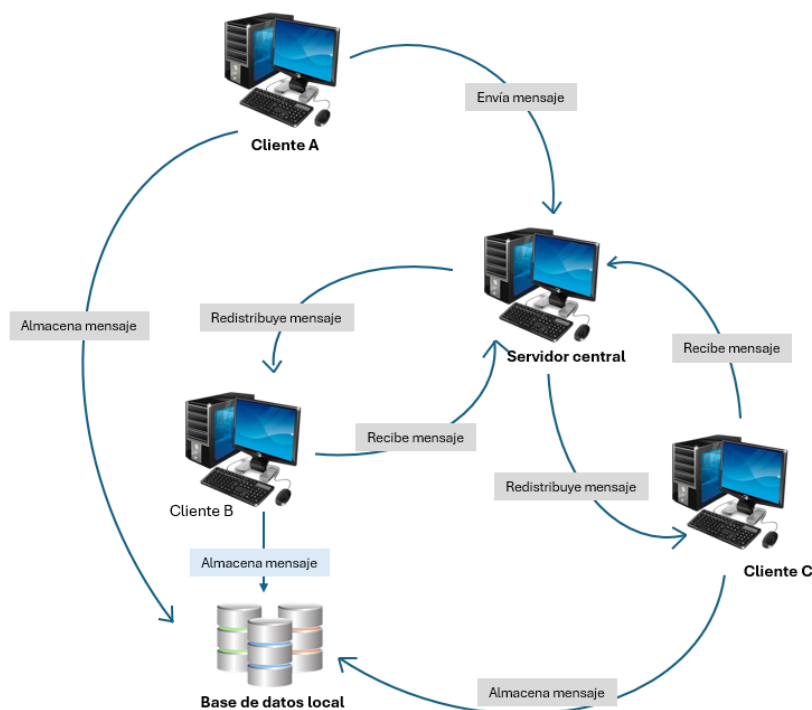 Envía mensaje
Cliente A
Almacena mensaje
Redistribuye mensaje
Servidor central
Recibe mensaje
Recibe mensaje
Redistribuye mensaje
Cliente B
Almacena mensaje
Cliente C
Base de datos local
Almacena mensaje